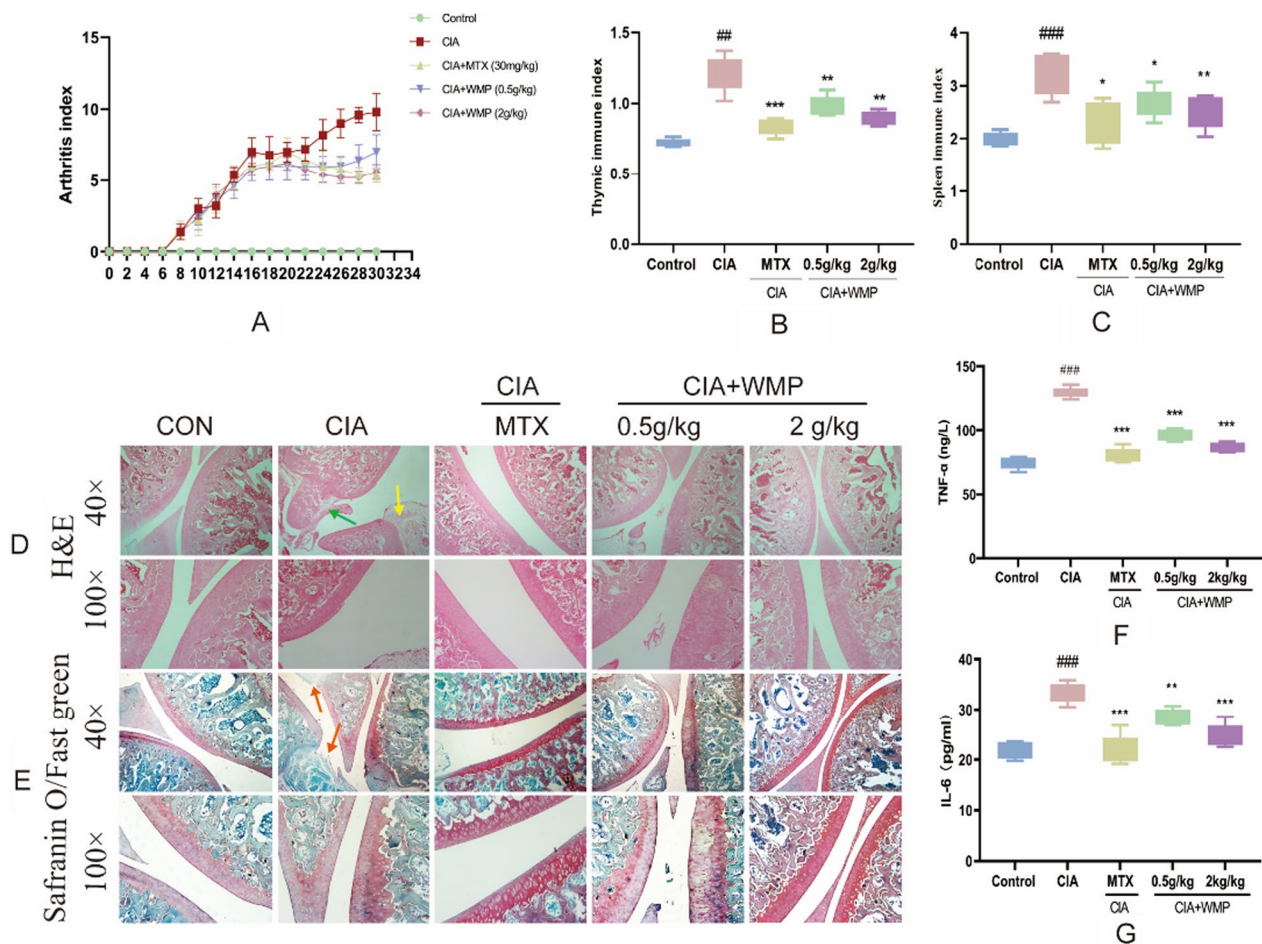 Control
CIA
CIA+MTX (30mg/kg)
CIA+WMP (0.5g/kg)
CIA+WMP (2g/kg)
Arthritis index
15
10
5
0
0 2 4 6 8 10 12 14 16 18 20 22 24 26 28 30 32 34
A
Thymic immune index
1.5
1.0
0.5
0.0
##
***
**
**
Control CIA MTX 0.5g/kg 2g/kg
CIA CIA+WMP
B
Spleen immune index
4
3
2
1
0
###
*
*
**
Control CIA MTX 0.5g/kg 2g/kg
CIA CIA+WMP
C
CIA CIA+WMP
CON CIA MTX 0.5g/kg 2 g/kg
D
H&E
40×
100×
E
Safranin O/Fast green
40×
100×
TNF-α (ng/L)
150
100
50
0
###
***
***
***
Control CIA MTX 0.5g/kg 2kg/kg
CIA CIA+WMP
F
IL-6 (pg/ml)
40
30
20
10
0
###
***
**
***
Control CIA MTX 0.5g/kg 2kg/kg
CIA CIA+WMP
G